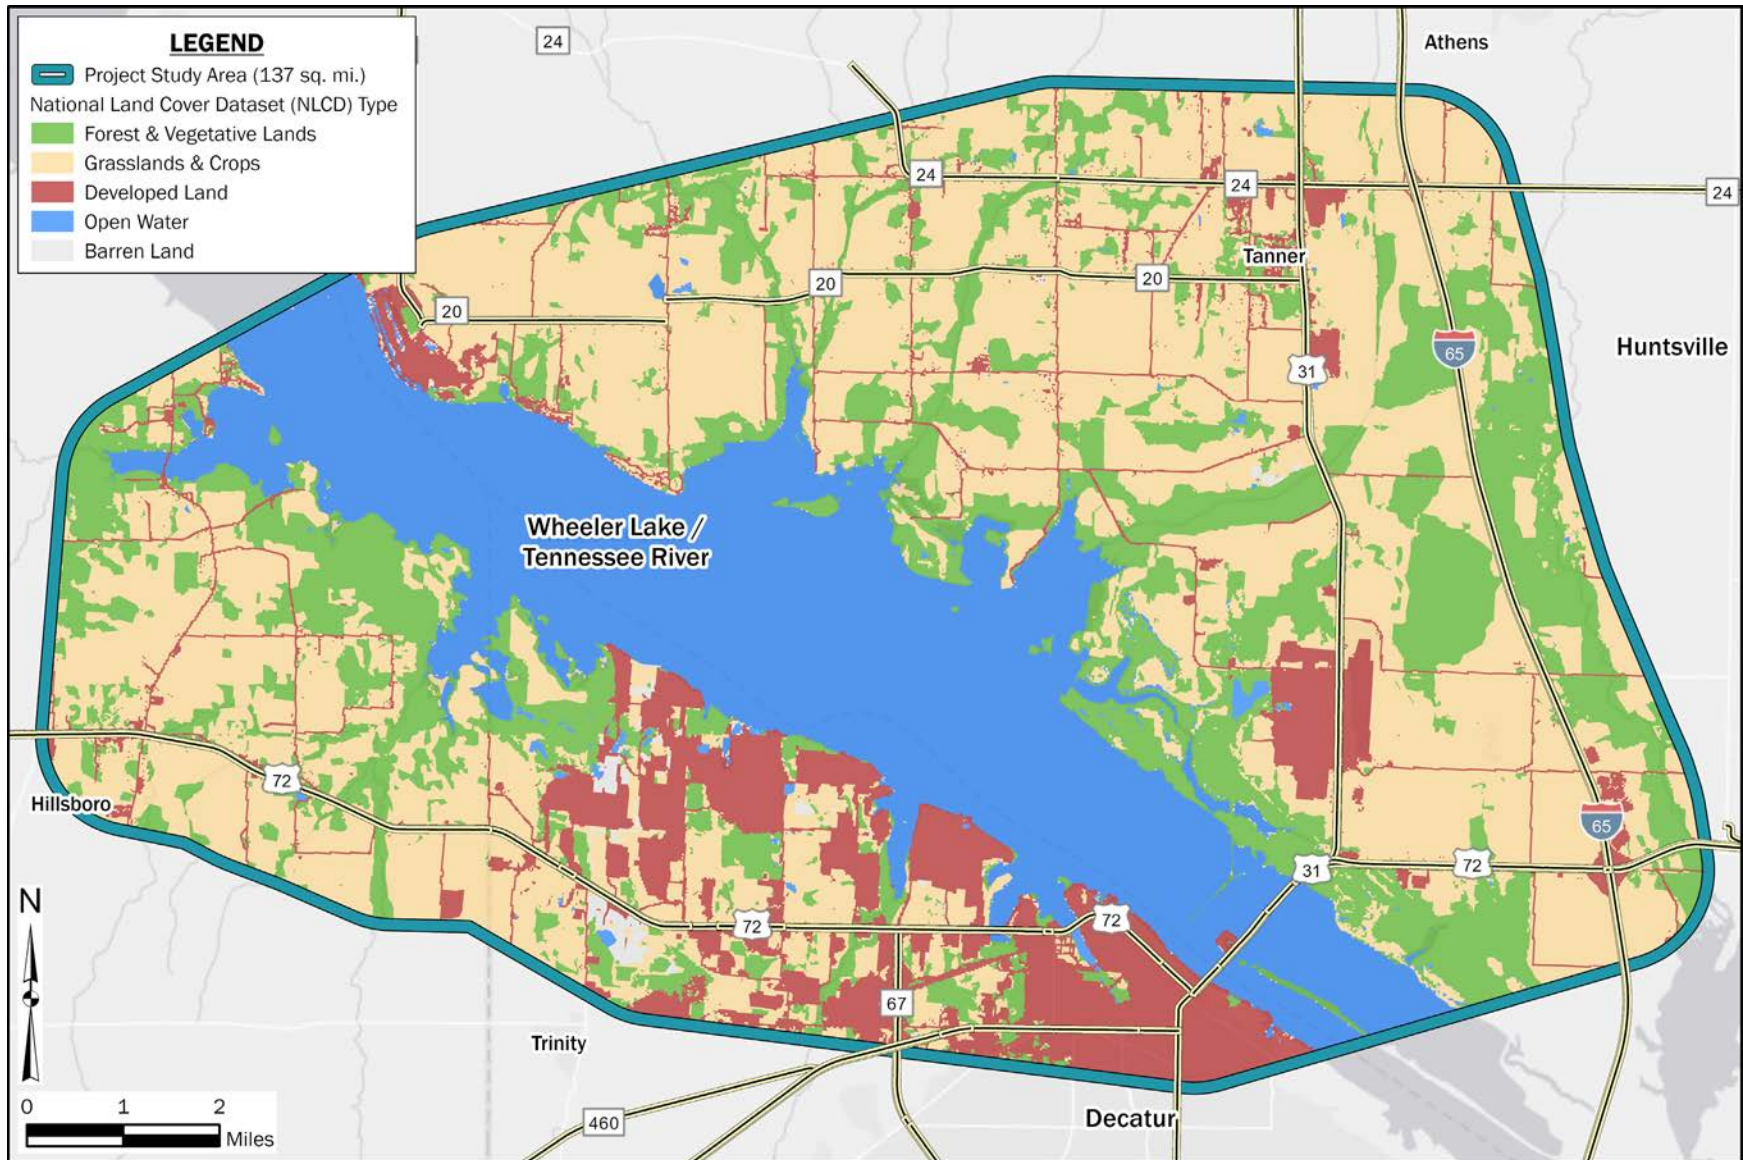 LEGEND
Project Study Area (137 sq. mi.)
National Land Cover Dataset (NLCD) Type
Forest & Vegetative Lands
Grasslands & Crops
Developed Land
Open Water
Barren Land
24
Athens
24
24
24
Tanner
20
20
20
Huntsville
65
31
Wheeler Lake /
Tennessee River
72
Hillsboro
65
31
72
72
72
N
67
Trinity
0 1 2
Miles
460
Decatur